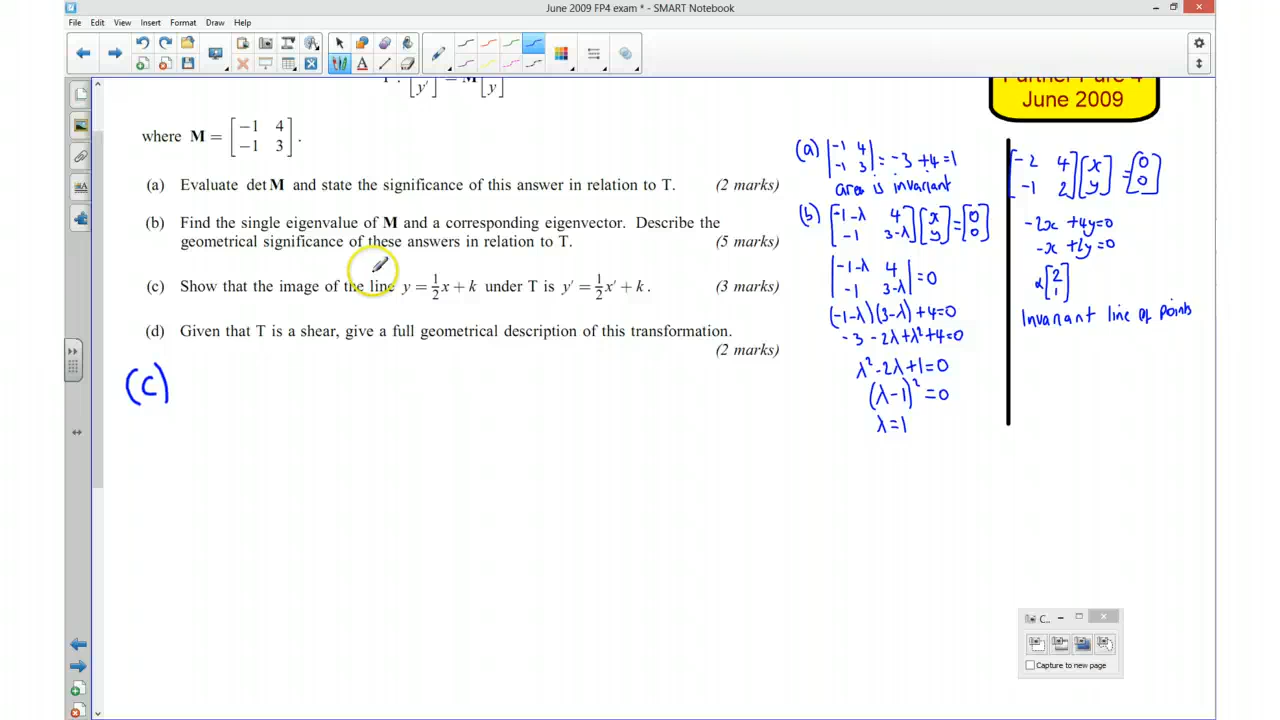 June 2009 FP4 exam * - SMART Notebook
File Edit View Insert Format Draw Help
[y'] = M [y]
Further Pure 4
June 2009
where M = [−1 4
−1 3].
(a) Evaluate det M and state the significance of this answer in relation to T. (2 marks)
(b) Find the single eigenvalue of M and a corresponding eigenvector. Describe the
geometrical significance of these answers in relation to T. (5 marks)
(c) Show that the image of the line y = 1/2 x + k under T is y' = 1/2 x' + k. (3 marks)
(d) Given that T is a shear, give a full geometrical description of this transformation.
(2 marks)
(c)
(a) |−1 4
−1 3| = −3 + 4 = 1
area is invariant
(b) [−1−λ 4
−1 3−λ] [x
y] = [0
0]
|−1−λ 4
−1 3−λ| = 0
(−1−λ)(3−λ) + 4 = 0
−3 − 2λ + λ² + 4 = 0
λ² − 2λ + 1 = 0
(λ − 1)² = 0
λ = 1
[−2 4
−1 2] [x
y] = [0
0]
−2x + 4y = 0
−x + 2y = 0
α [2
1]
Invariant line of points
C...
Capture to new page